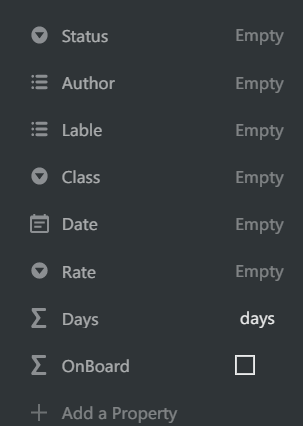 Status Empty
Author Empty
Lable Empty
Class Empty
Date Empty
Rate Empty
Days days
OnBoard
Add a Property